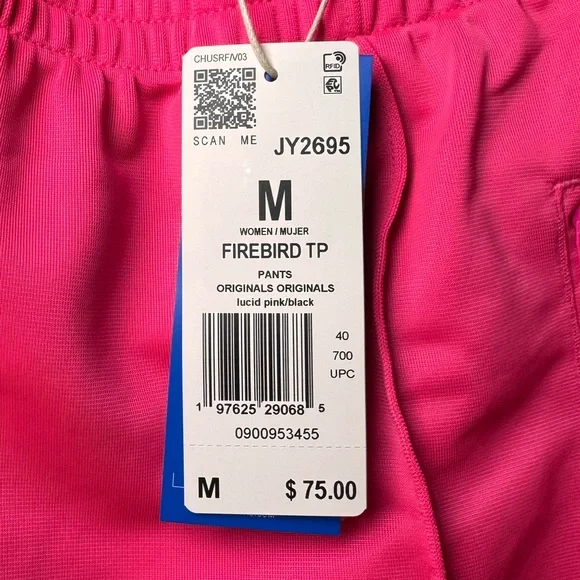 CHUSRF/V03
RFID
SCAN ME
JY2695
M
WOMEN / MUJER
FIREBIRD TP
PANTS
ORIGINALS ORIGINALS
lucid pink/black
40
700
UPC
1 97625 29068 5
0900953455
M $ 75.00